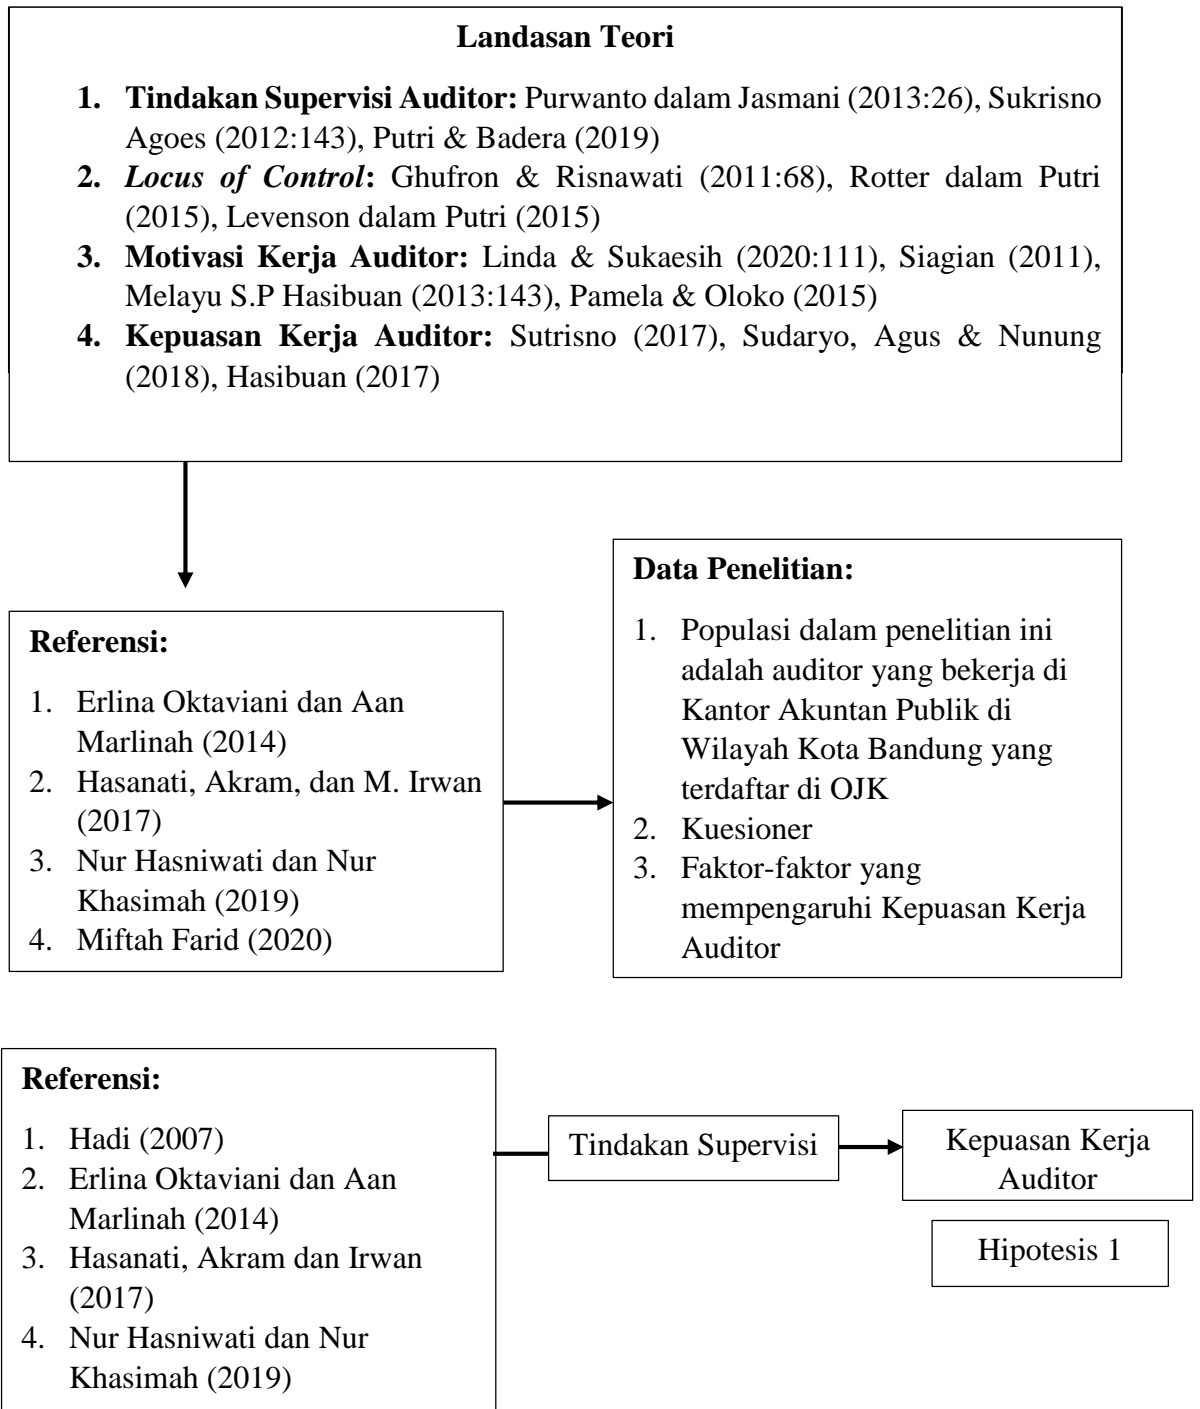 Landasan Teori
1. Tindakan Supervisi Auditor: Purwanto dalam Jasmani (2013:26), Sukrisno
Agoes (2012:143), Putri & Badera (2019)
2. Locus of Control: Ghufron & Risnawati (2011:68), Rotter dalam Putri
(2015), Levenson dalam Putri (2015)
3. Motivasi Kerja Auditor: Linda & Sukaesih (2020:111), Siagian (2011),
Melayu S.P Hasibuan (2013:143), Pamela & Oloko (2015)
4. Kepuasan Kerja Auditor: Sutrisno (2017), Sudaryo, Agus & Nunung
(2018), Hasibuan (2017)
Referensi:
1. Erlina Oktaviani dan Aan
Marlinah (2014)
2. Hasanati, Akram, dan M. Irwan
(2017)
3. Nur Hasniwati dan Nur
Khasimah (2019)
4. Miftah Farid (2020)
Data Penelitian:
1. Populasi dalam penelitian ini
adalah auditor yang bekerja di
Kantor Akuntan Publik di
Wilayah Kota Bandung yang
terdaftar di OJK
2. Kuesioner
3. Faktor-faktor yang
mempengaruhi Kepuasan Kerja
Auditor
Referensi:
1. Hadi (2007)
2. Erlina Oktaviani dan Aan
Marlinah (2014)
3. Hasanati, Akram dan Irwan
(2017)
4. Nur Hasniwati dan Nur
Khasimah (2019)
Tindakan Supervisi
Kepuasan Kerja
Auditor
Hipotesis 1